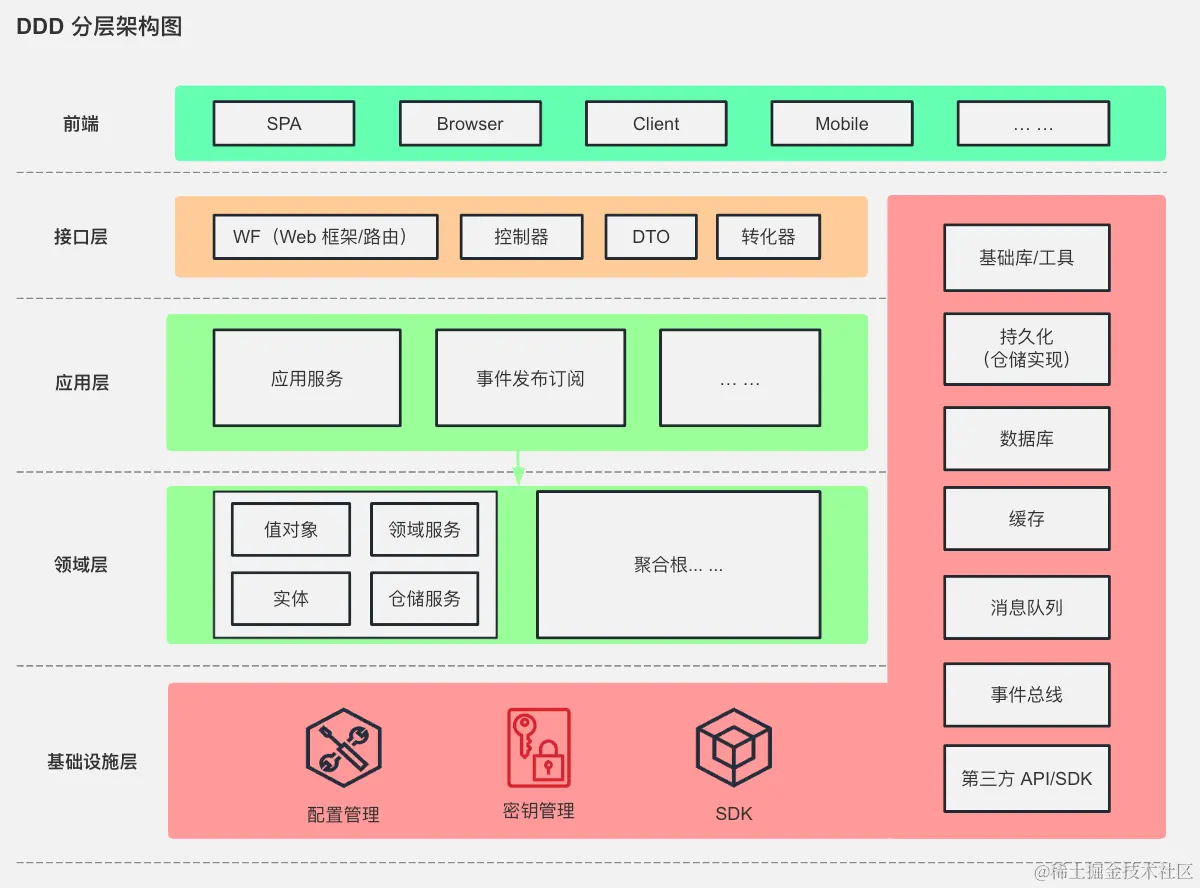 DDD 分层架构图
前端
SPA
Browser
Client
Mobile
... ...
接口层
WF（Web 框架/路由）
控制器
DTO
转化器
应用层
应用服务
事件发布订阅
... ...
领域层
值对象
领域服务
实体
仓储服务
聚合根... ...
基础设施层
配置管理
密钥管理
SDK
基础库/工具
持久化
（仓储实现）
数据库
缓存
消息队列
事件总线
第三方 API/SDK
@稀土掘金技术社区